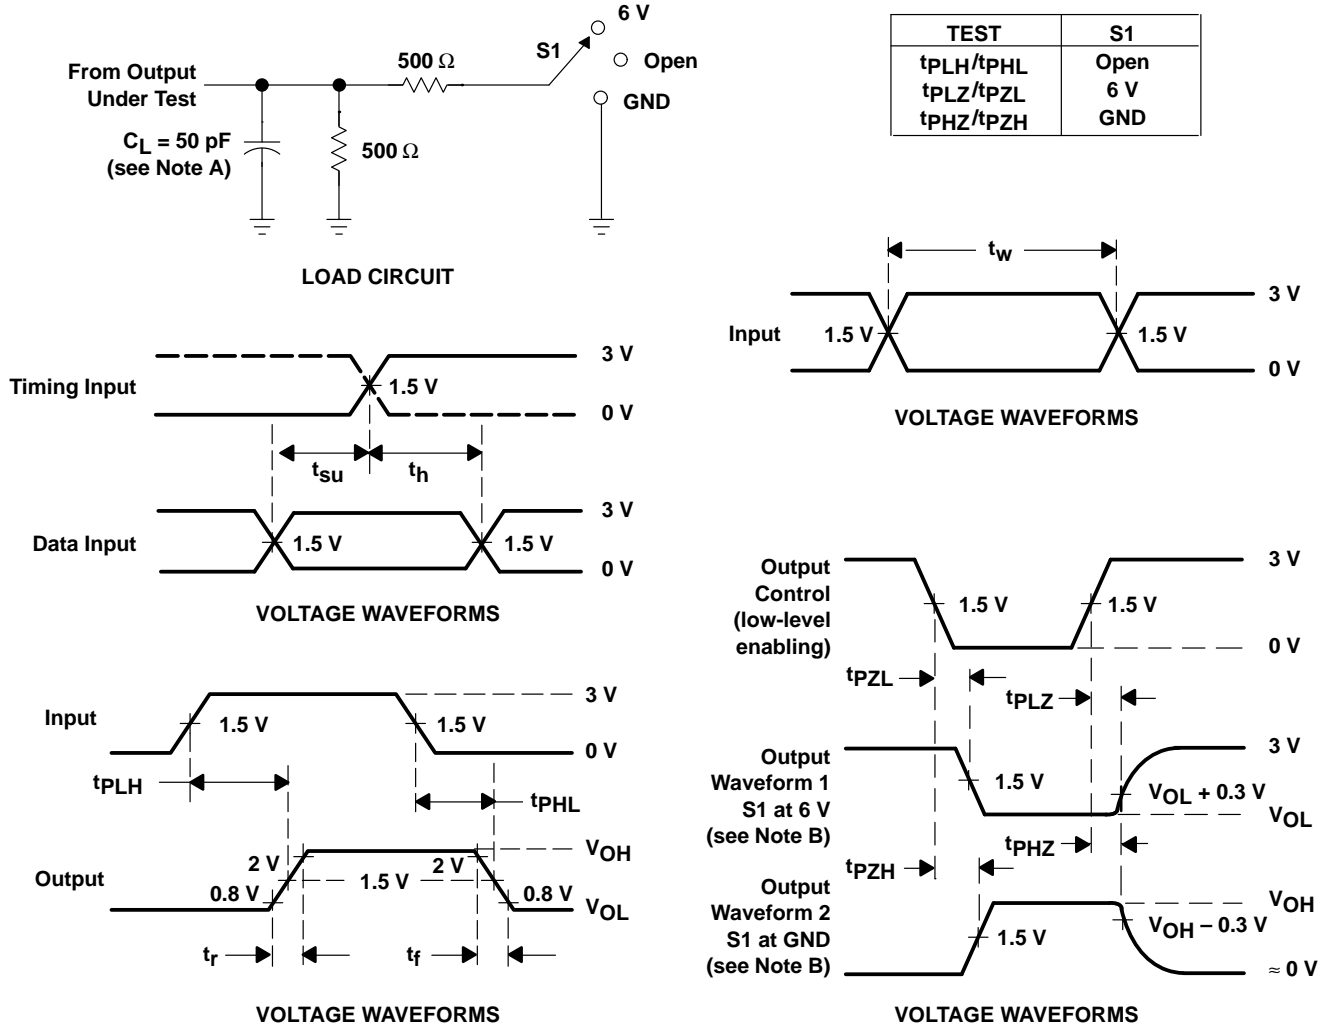 6 V
S1
500 Ω
Open
From Output
Under Test
GND
CL = 50 pF
(see Note A)
500 Ω
LOAD CIRCUIT
TEST S1
tPLH/tPHL Open
tPLZ/tPZL 6 V
tPHZ/tPZH GND
tw
3 V
Input
1.5 V
1.5 V
0 V
VOLTAGE WAVEFORMS
3 V
Timing Input
1.5 V
0 V
tsu
th
3 V
Data Input
1.5 V
1.5 V
0 V
VOLTAGE WAVEFORMS
3 V
Input
1.5 V
1.5 V
0 V
tPLH
tPHL
VOH
2 V
2 V
Output
1.5 V
0.8 V
0.8 V
VOL
tr
tf
VOLTAGE WAVEFORMS
3 V
Output
Control
(low-level
enabling)
1.5 V
1.5 V
0 V
tPZL
tPLZ
3 V
Output
Waveform 1
S1 at 6 V
(see Note B)
1.5 V
VOL + 0.3 V
VOL
tPHZ
tPZH
Output
Waveform 2
S1 at GND
(see Note B)
VOH
1.5 V
VOH − 0.3 V
≈ 0 V
VOLTAGE WAVEFORMS